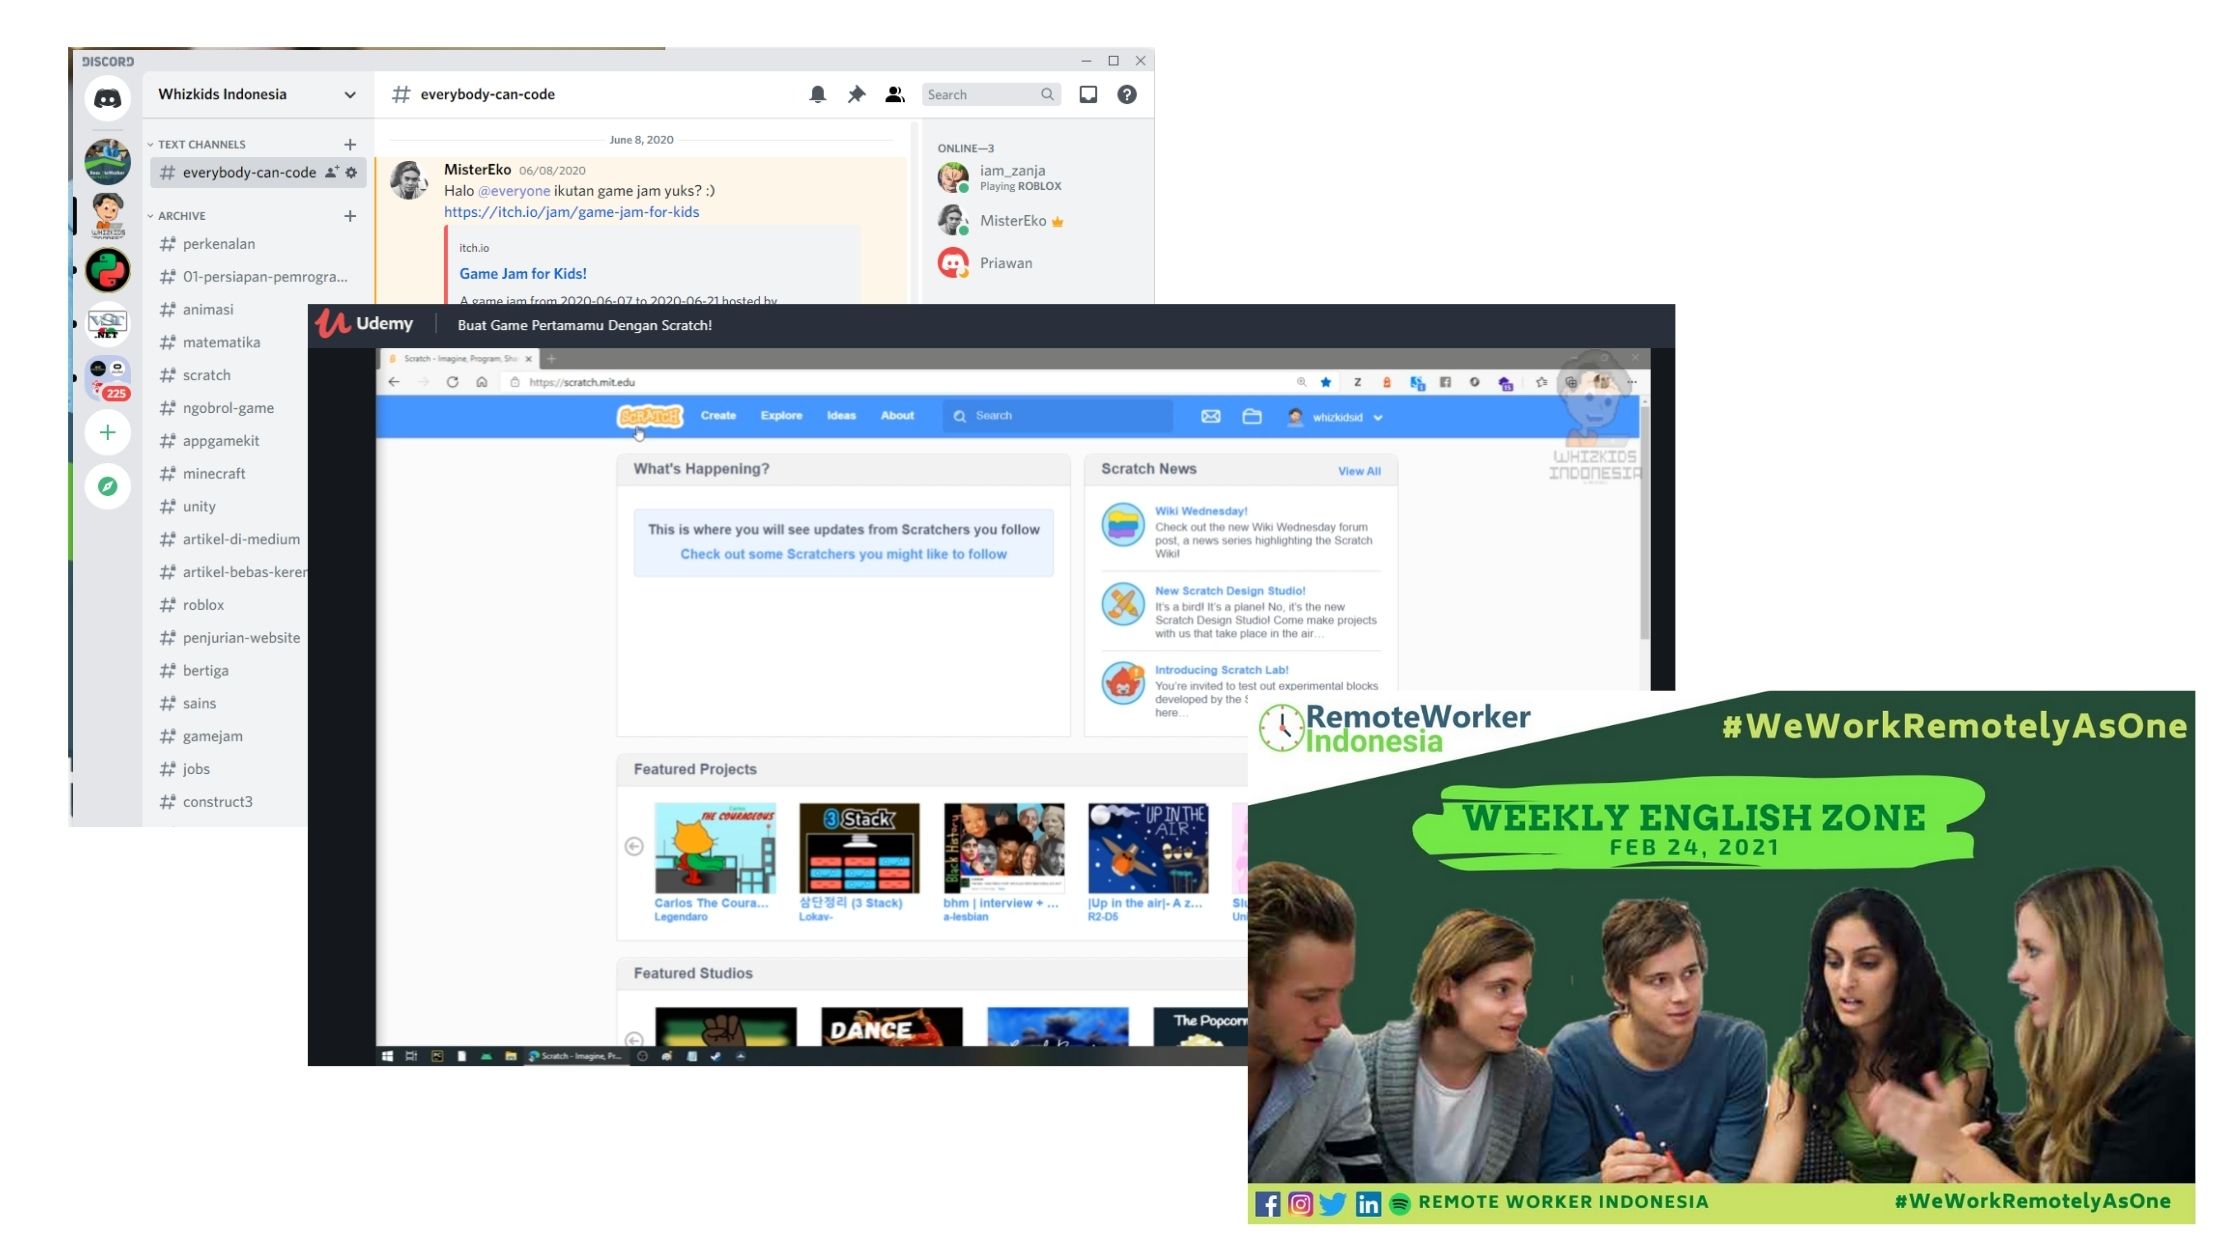 DISCORD
Whizkids Indonesia
# everybody-can-code
Search
TEXT CHANNELS
everybody-can-code
ARCHIVE
perkenalan
01-persiapan-pemrogra...
animasi
matematika
scratch
ngobrol-game
appgamekit
minecraft
unity
artikel-di-medium
artikel-bebas-keren
roblox
penjurian-website
bertiga
sains
gamejam
jobs
construct3
225
June 8, 2020
MisterEko 06/08/2020
Halo @everyone ikutan game jam yuks? :)
https://itch.io/jam/game-jam-for-kids
itch.io
Game Jam for Kids!
A game jam from 2020-06-07 to 2020-06-21 hosted by
ONLINE—3
iam_zanja
Playing ROBLOX
MisterEko
Priawan
Udemy
Buat Game Pertamamu Dengan Scratch!
Scratch - Imagine, Program, Sha
https://scratch.mit.edu
SCRATCH
Create
Explore
Ideas
About
Search
whizkidsid
WHIZKIDS
INDONESIA
What's Happening?
This is where you will see updates from Scratchers you follow
Check out some Scratchers you might like to follow
Scratch News
View All
Wiki Wednesday!
Check out the new Wiki Wednesday forum
post, a news series highlighting the Scratch
Wiki!
New Scratch Design Studio!
It's a bird! It's a plane! No, it's the new
Scratch Design Studio! Come make projects
with us that take place in the air...
Introducing Scratch Lab!
You're invited to test out experimental blocks
developed by the
here...
Featured Projects
Carlos
THE COURAGEOUS
3 Stack
Black History
UP IN THE
AIR
Carlos The Coura...
Legendaro
삼단정리 (3 Stack)
Lokav-
bhm | interview + ...
a-lesbian
|Up in the air|- A z...
R2-D5
Featured Studios
DANCE
The Popcorn
Scratch - Imagine, Pr...
RemoteWorker
Indonesia
#WeWorkRemotelyAsOne
WEEKLY ENGLISH ZONE
FEB 24, 2021
REMOTE WORKER INDONESIA
#WeWorkRemotelyAsOne